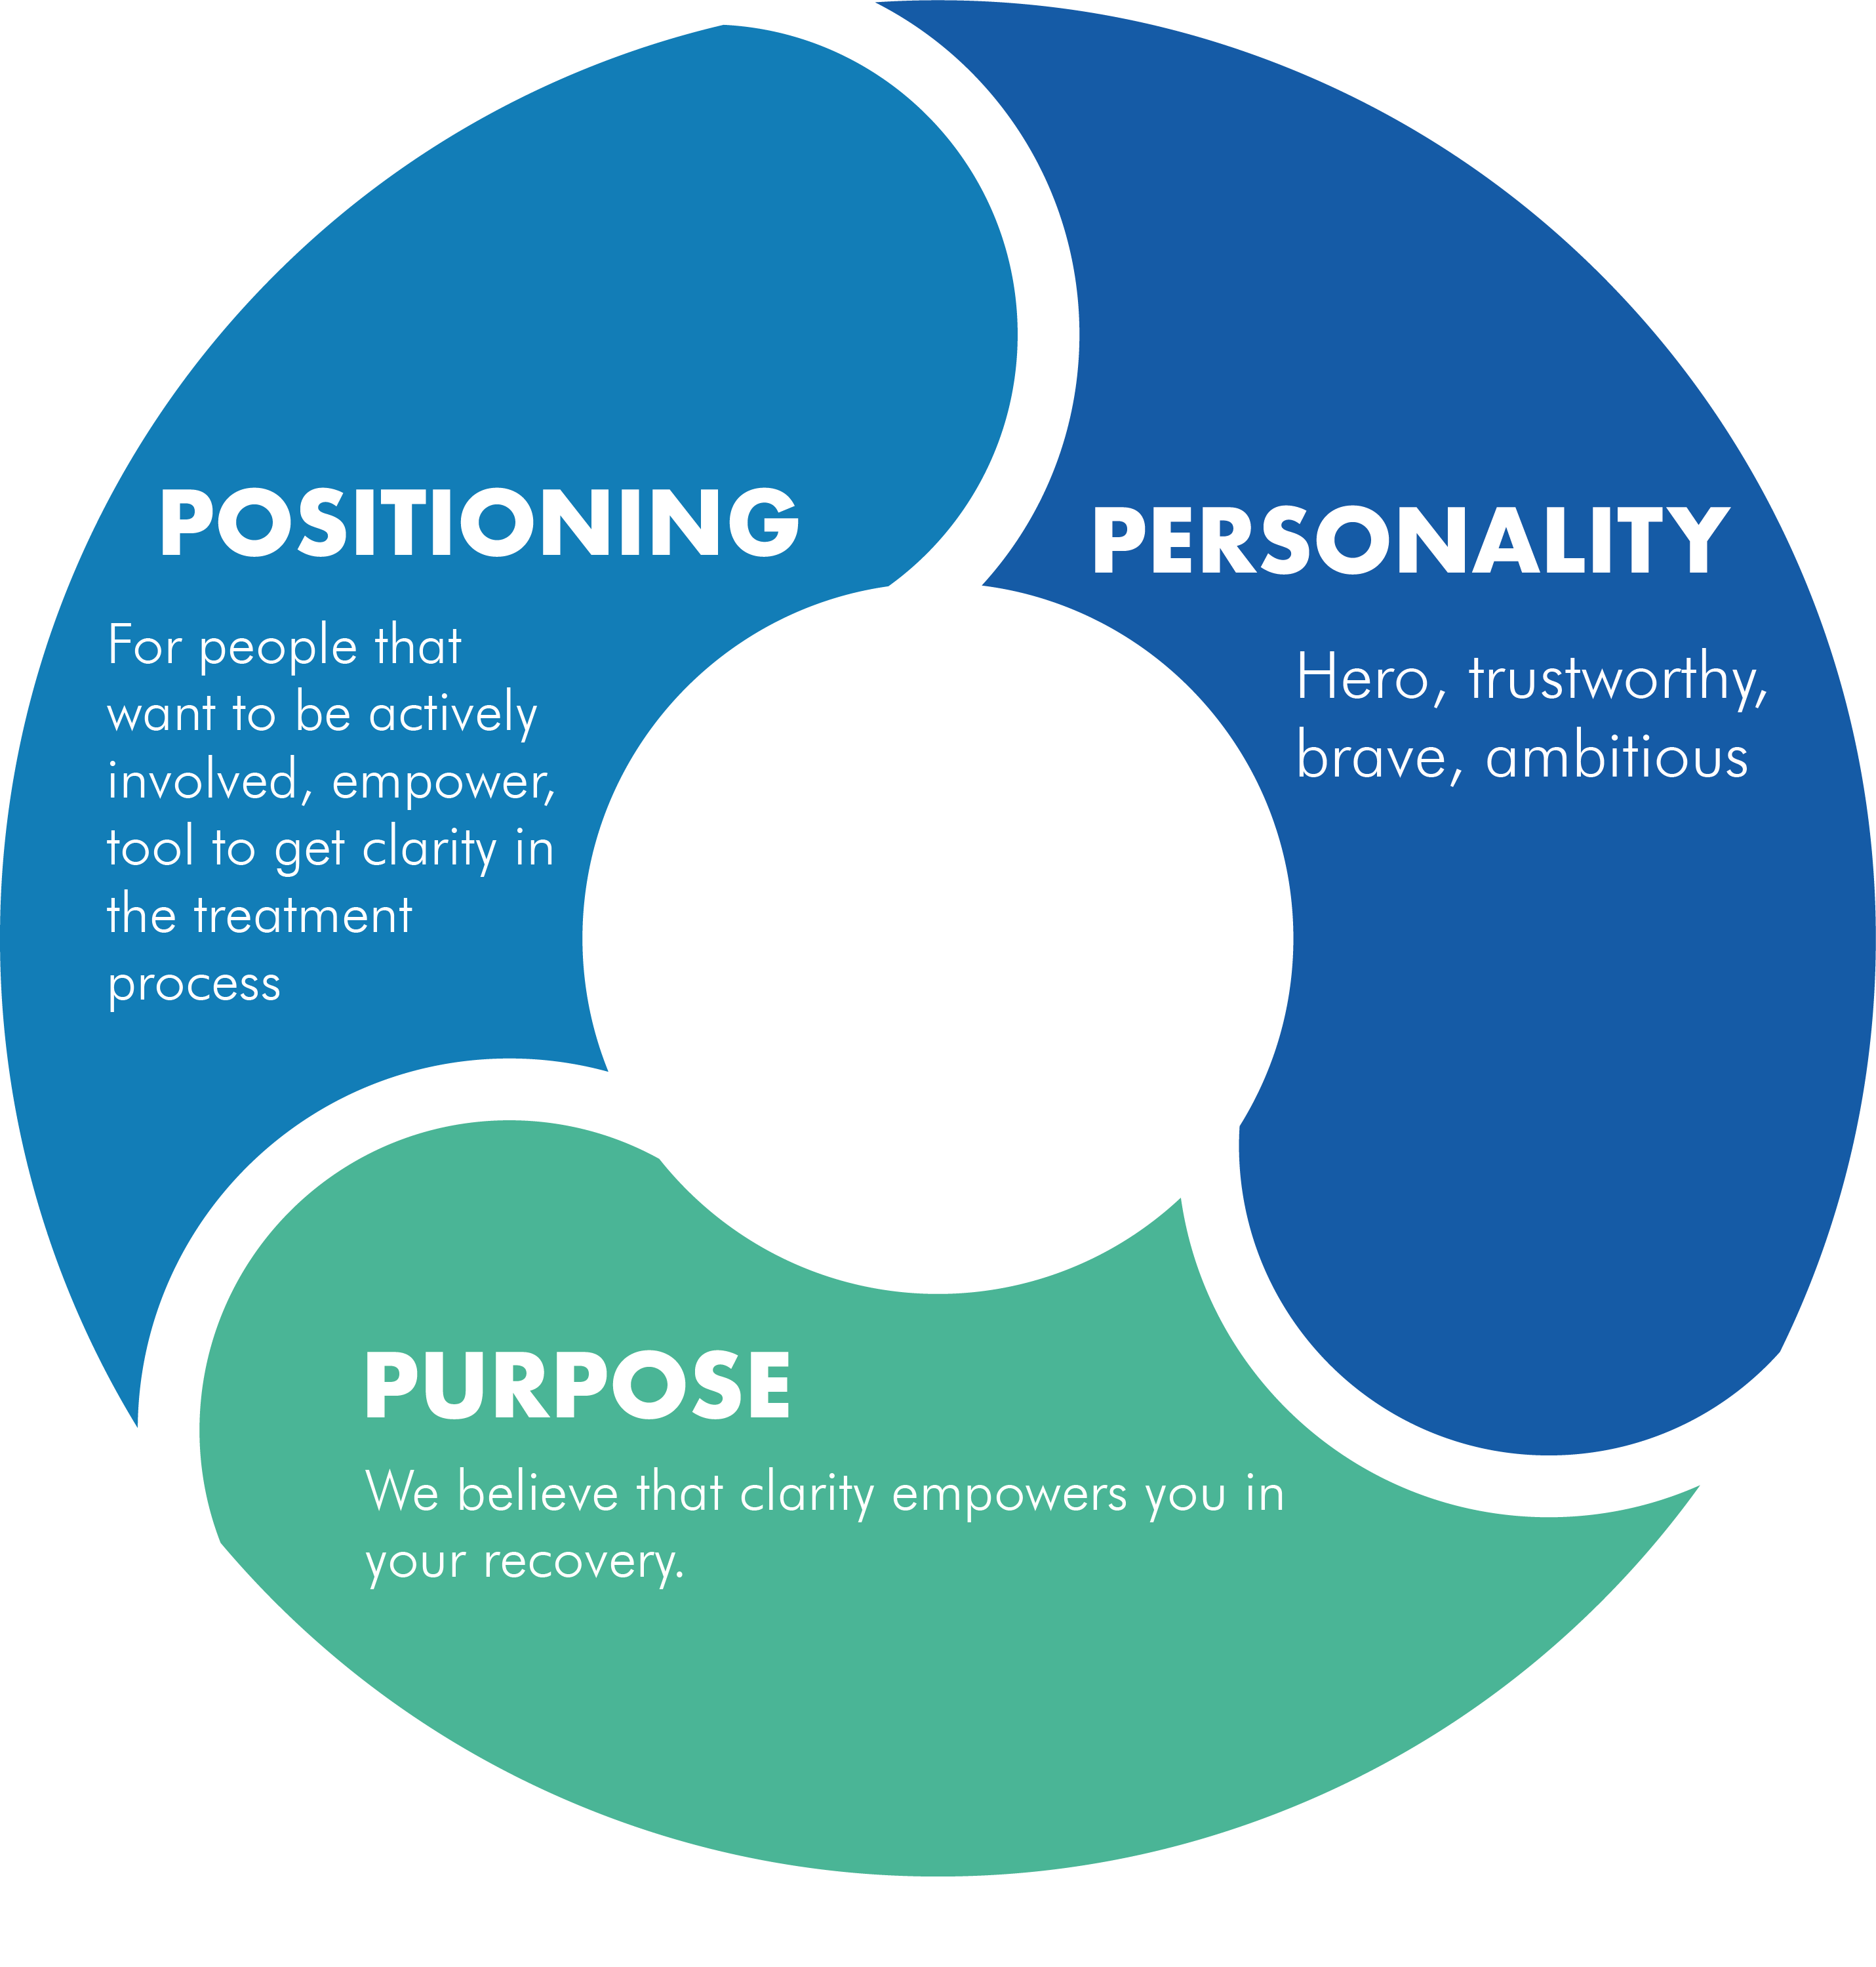 POSITIONING
For people that
want to be actively
involved, empower,
tool to get clarity in
the treatment
process
PERSONALITY
Hero, trustworthy,
brave, ambitious
PURPOSE
We believe that clarity empowers you in
your recovery.